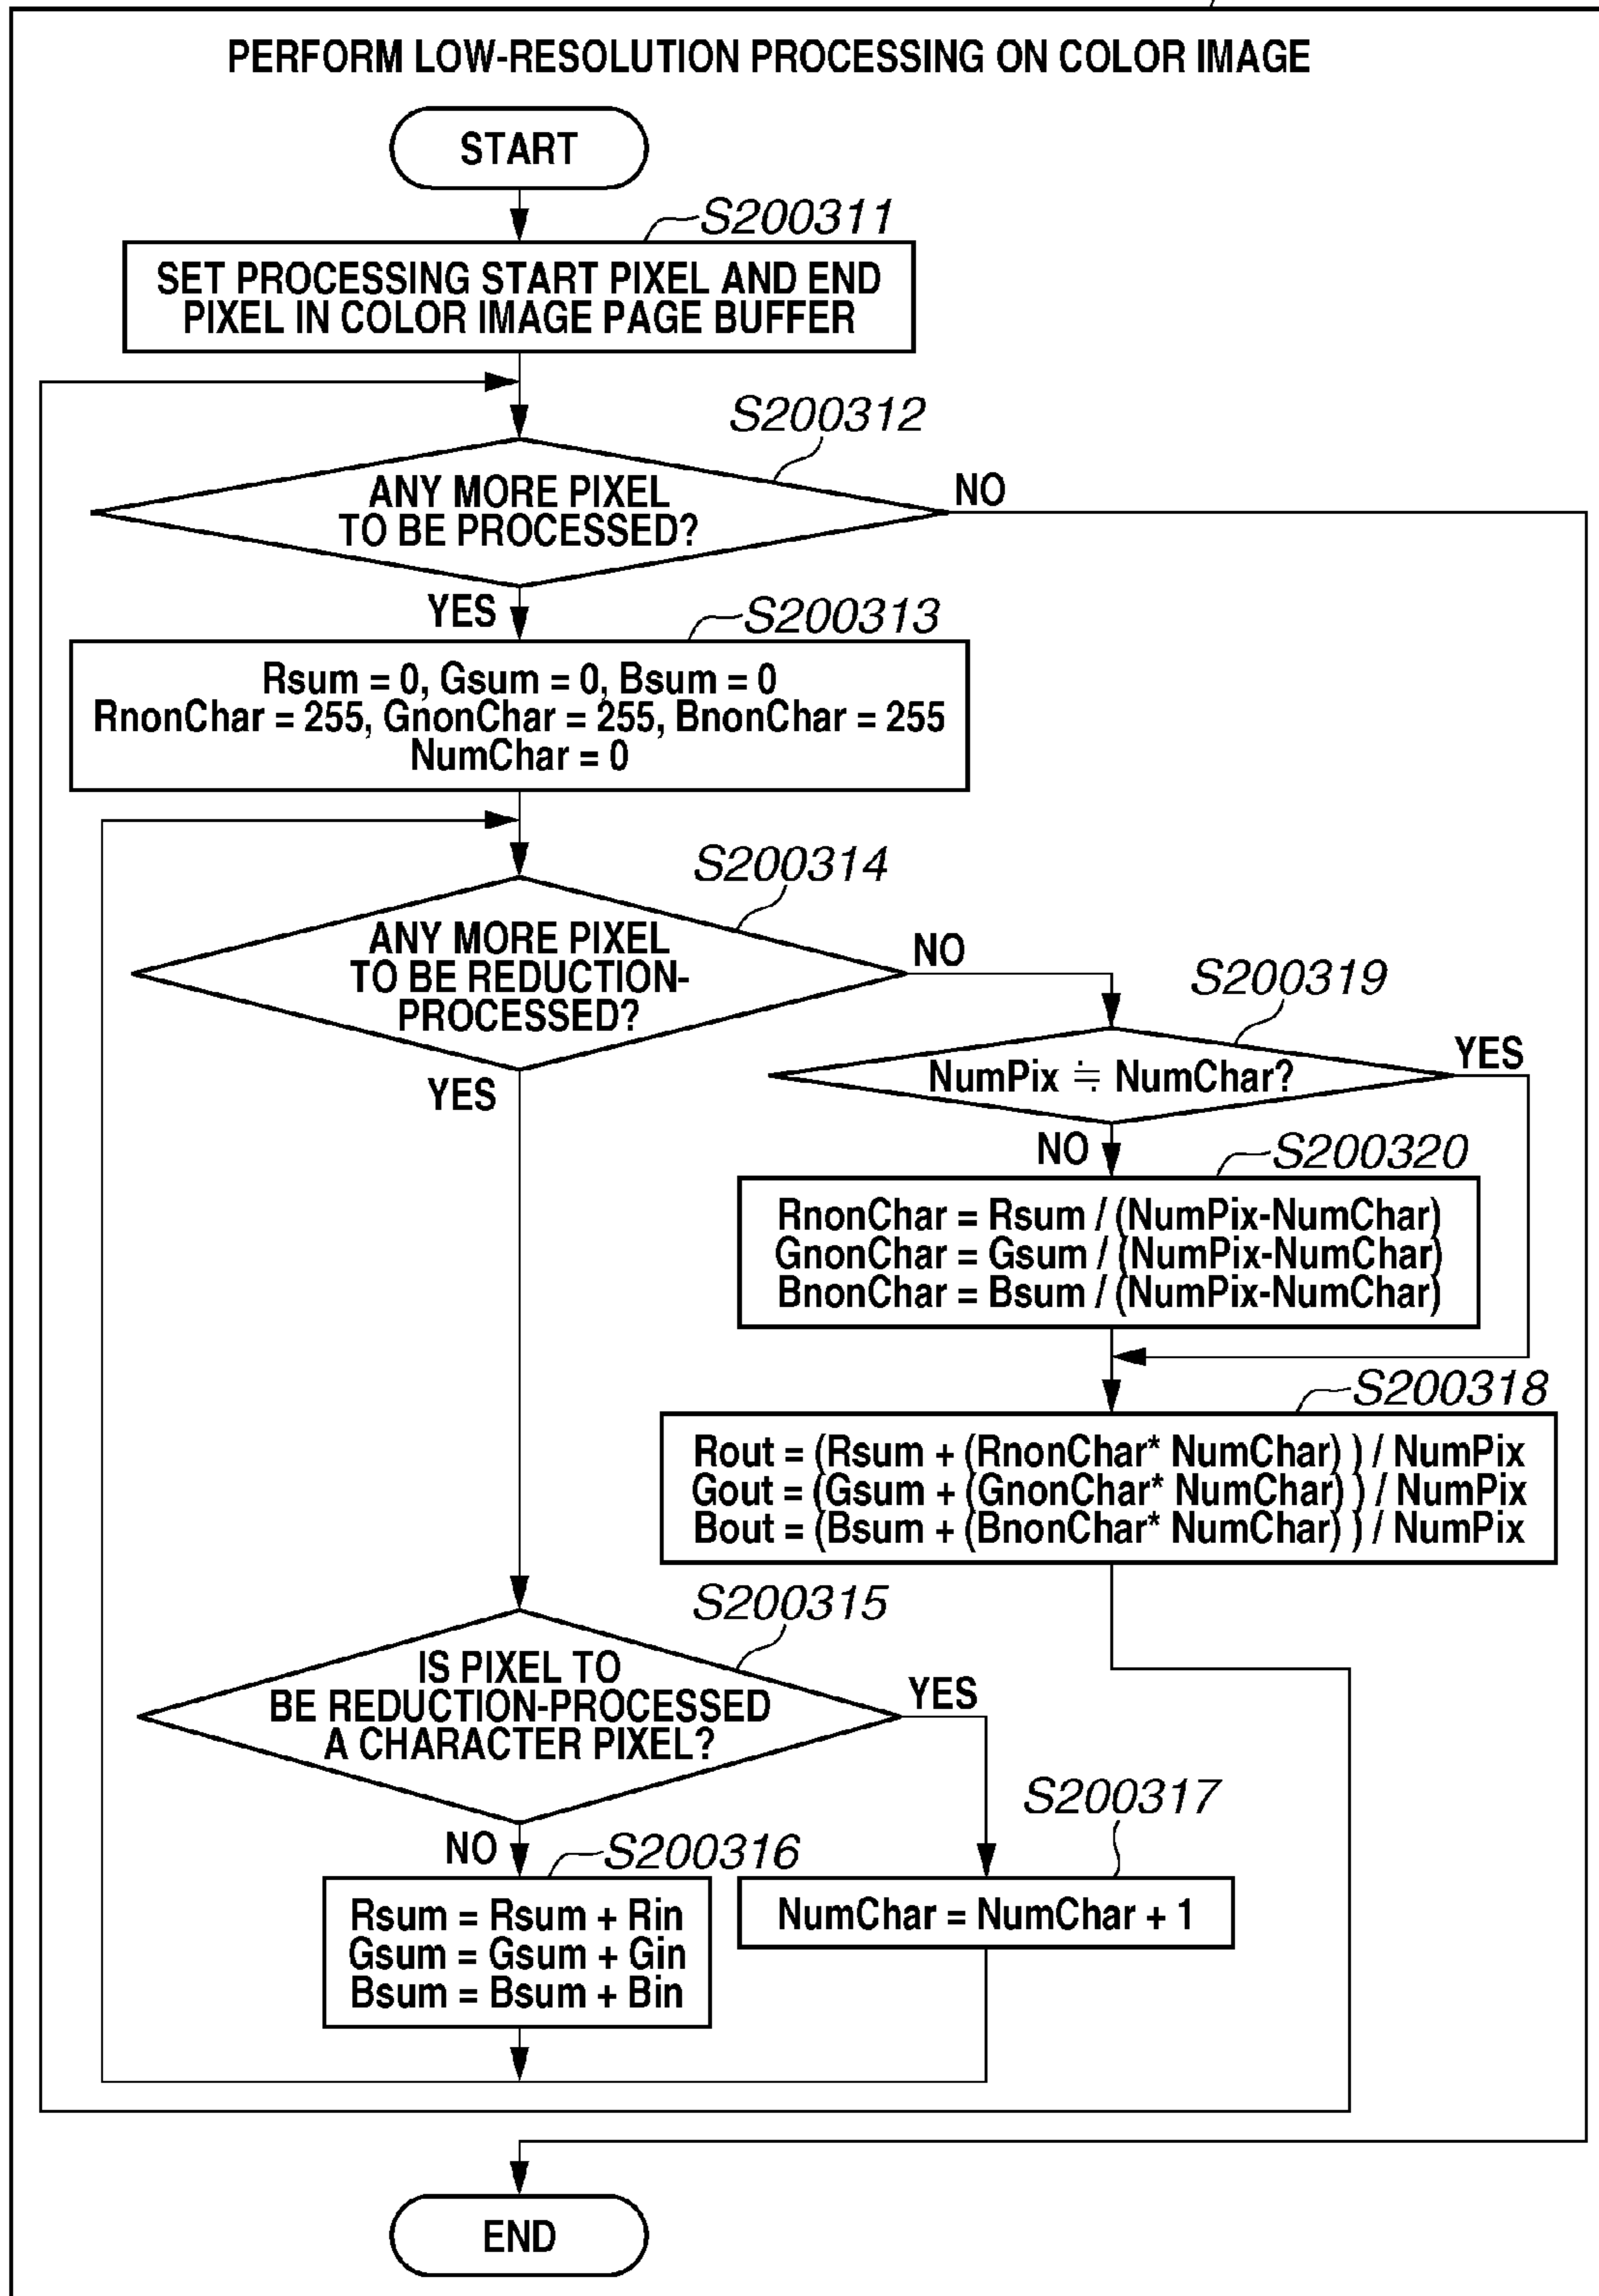 PERFORM LOW-RESOLUTION PROCESSING ON COLOR IMAGE
START
S200311
SET PROCESSING START PIXEL AND END
PIXEL IN COLOR IMAGE PAGE BUFFER
S200312
ANY MORE PIXEL
TO BE PROCESSED?
NO
YES
S200313
Rsum = 0, Gsum = 0, Bsum = 0
RnonChar = 255, GnonChar = 255, BnonChar = 255
NumChar = 0
S200314
ANY MORE PIXEL
TO BE REDUCTION-
PROCESSED?
NO
YES
S200319
NumPix ≒ NumChar?
YES
NO
S200320
RnonChar = Rsum / (NumPix-NumChar)
GnonChar = Gsum / (NumPix-NumChar)
BnonChar = Bsum / (NumPix-NumChar)
S200318
Rout = (Rsum + (RnonChar* NumChar) ) / NumPix
Gout = (Gsum + (GnonChar* NumChar) ) / NumPix
Bout = (Bsum + (BnonChar* NumChar) ) / NumPix
S200315
IS PIXEL TO
BE REDUCTION-PROCESSED
A CHARACTER PIXEL?
YES
NO
S200316
Rsum = Rsum + Rin
Gsum = Gsum + Gin
Bsum = Bsum + Bin
S200317
NumChar = NumChar + 1
END